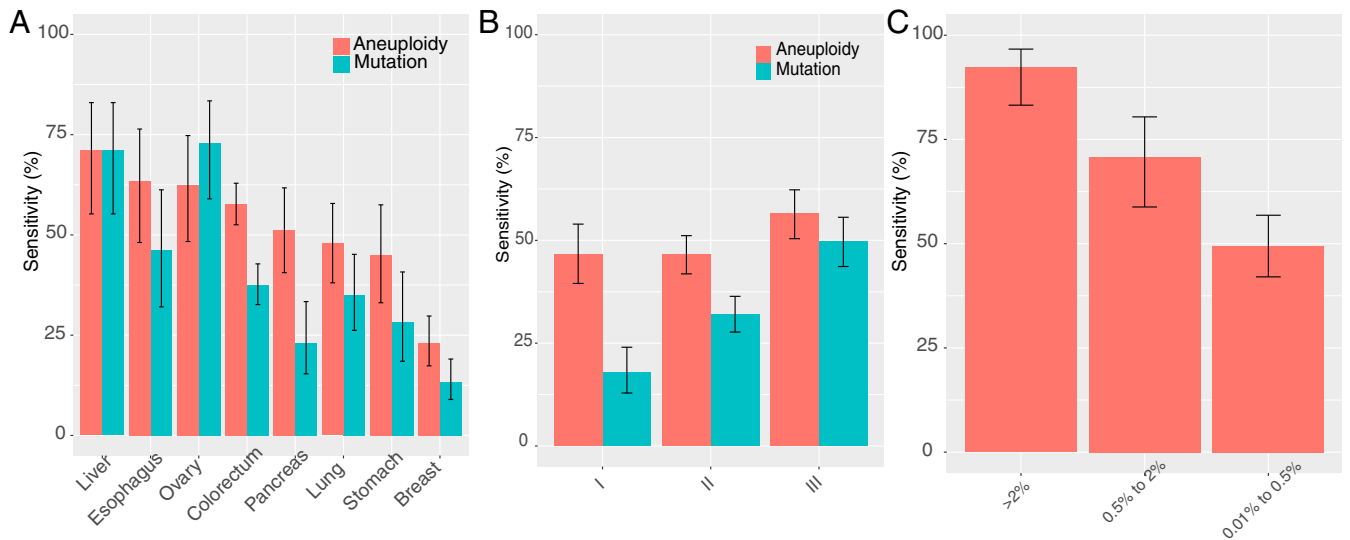 A
Sensitivity (%)
100
75
50
25
0
Aneuploidy
Mutation
Liver
Esophagus
Ovary
Colorectum
Pancreas
Lung
Stomach
Breast
B
Sensitivity (%)
100
75
50
25
0
Aneuploidy
Mutation
I
II
III
C
Sensitivity (%)
100
75
50
25
0
>2%
0.5% to 2%
0.01% to 0.5%